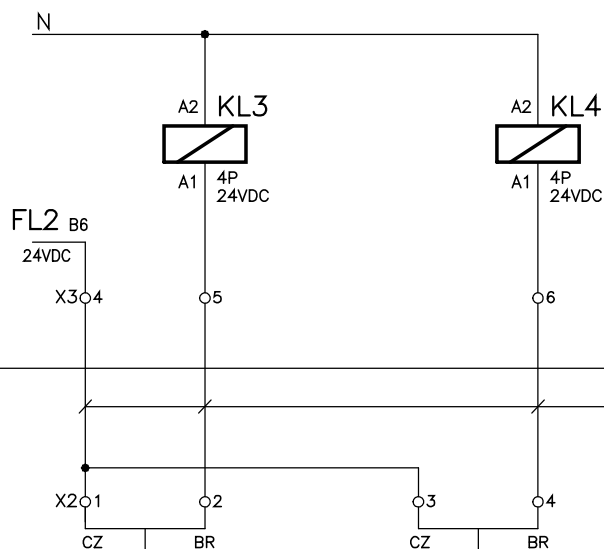 N
A2 KL3
A2 KL4
A1 4P
24VDC
A1 4P
24VDC
FL2 B6
24VDC
X3 4
5
6
X2 1
2
3
4
CZ
BR
CZ
BR